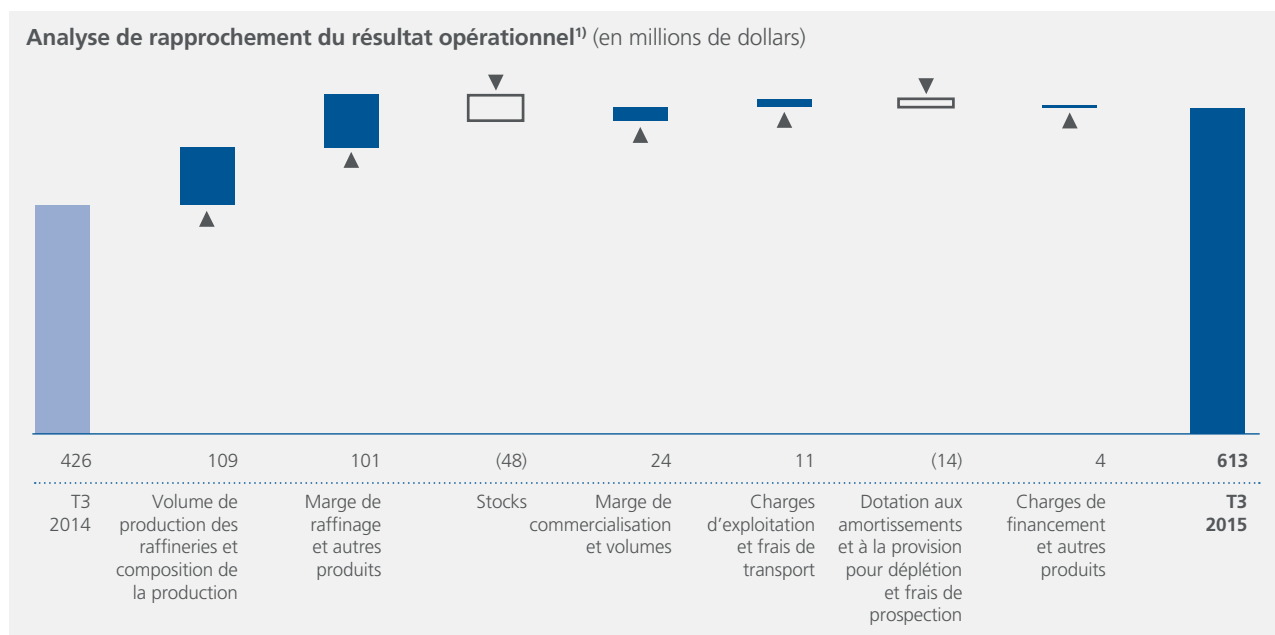 Analyse de rapprochement du résultat opérationnel1) (en millions de dollars)
426 109 101 (48) 24 11 (14) 4 613
T3
2014
Volume de
production des
raffineries et
composition de
la production
Marge de
raffinage
et autres
produits
Stocks
Marge de
commercialisation
et volumes
Charges
d'exploitation
et frais de
transport
Dotation aux
amortissements
et à la provision
pour déplétion
et frais de
prospection
Charges de
financement
et autres
produits
T3
2015